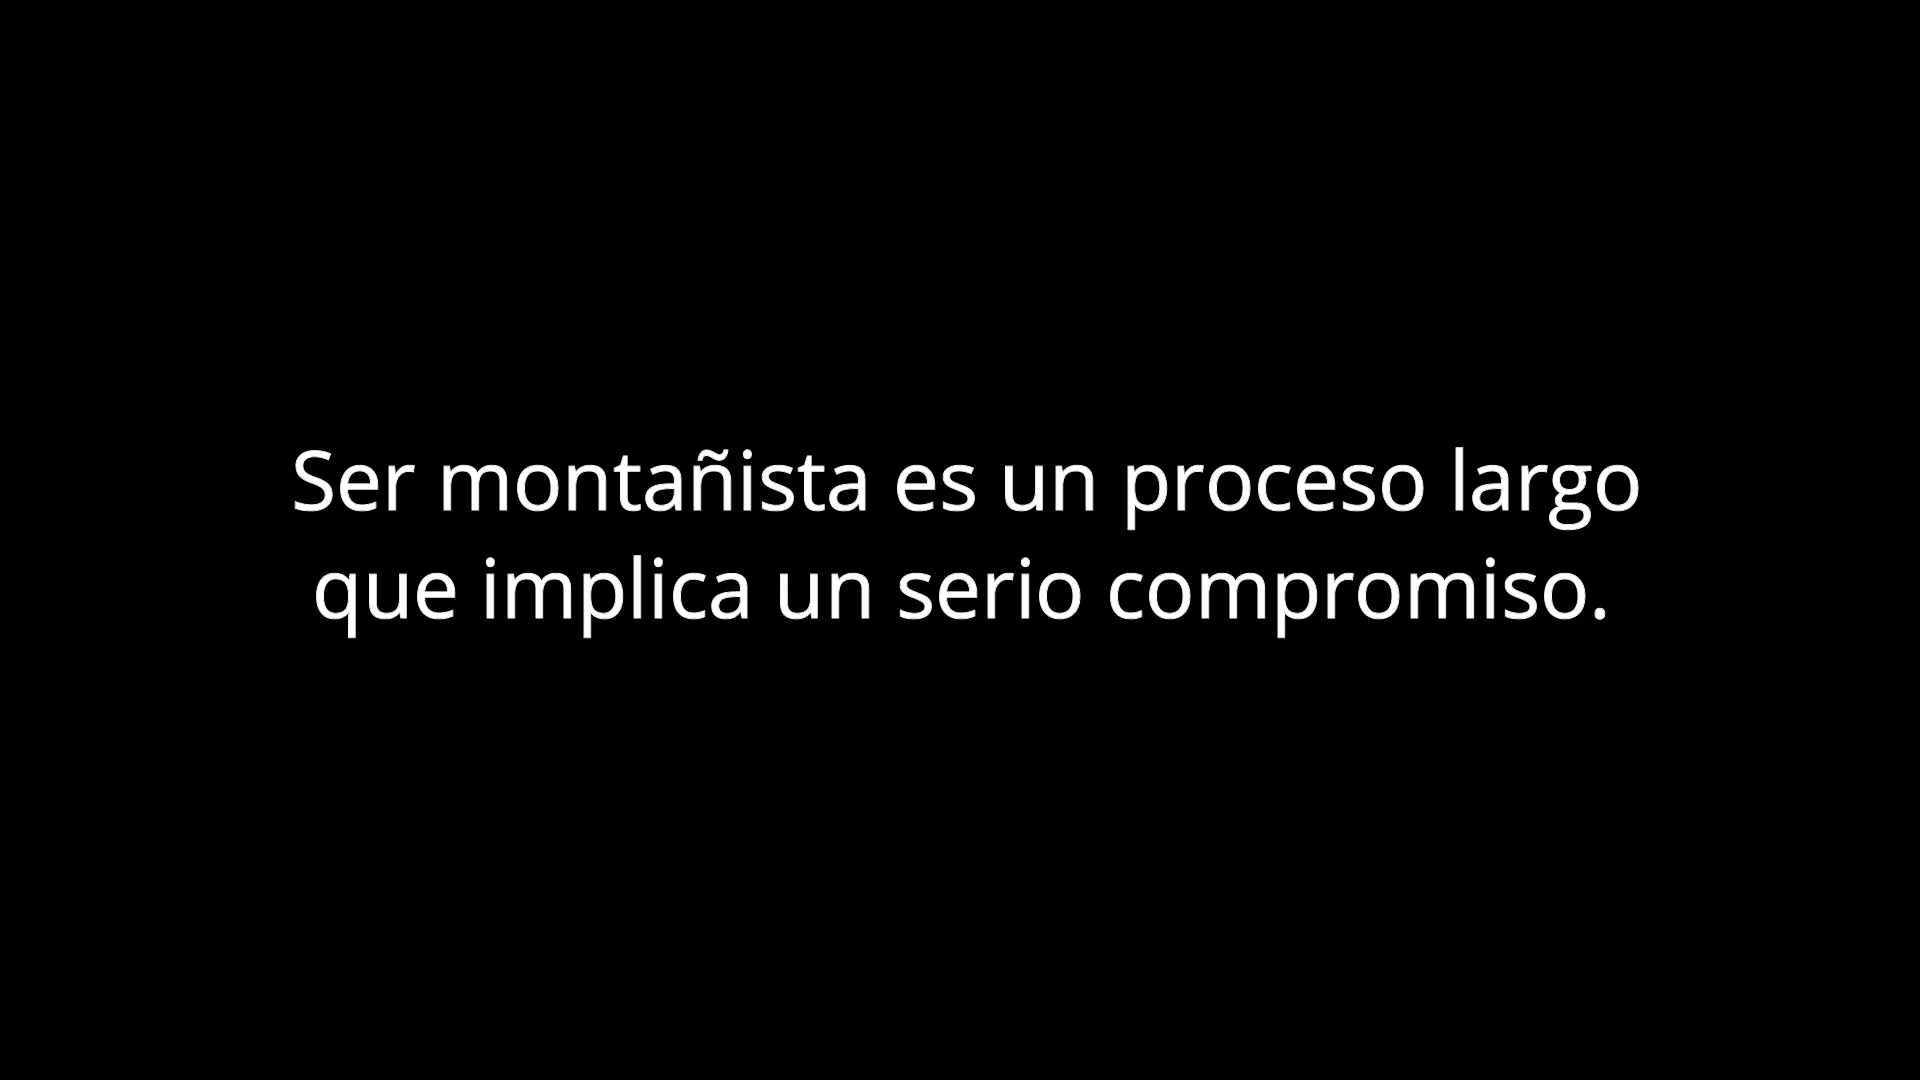 Ser montañista es un proceso largo
que implica un serio compromiso.